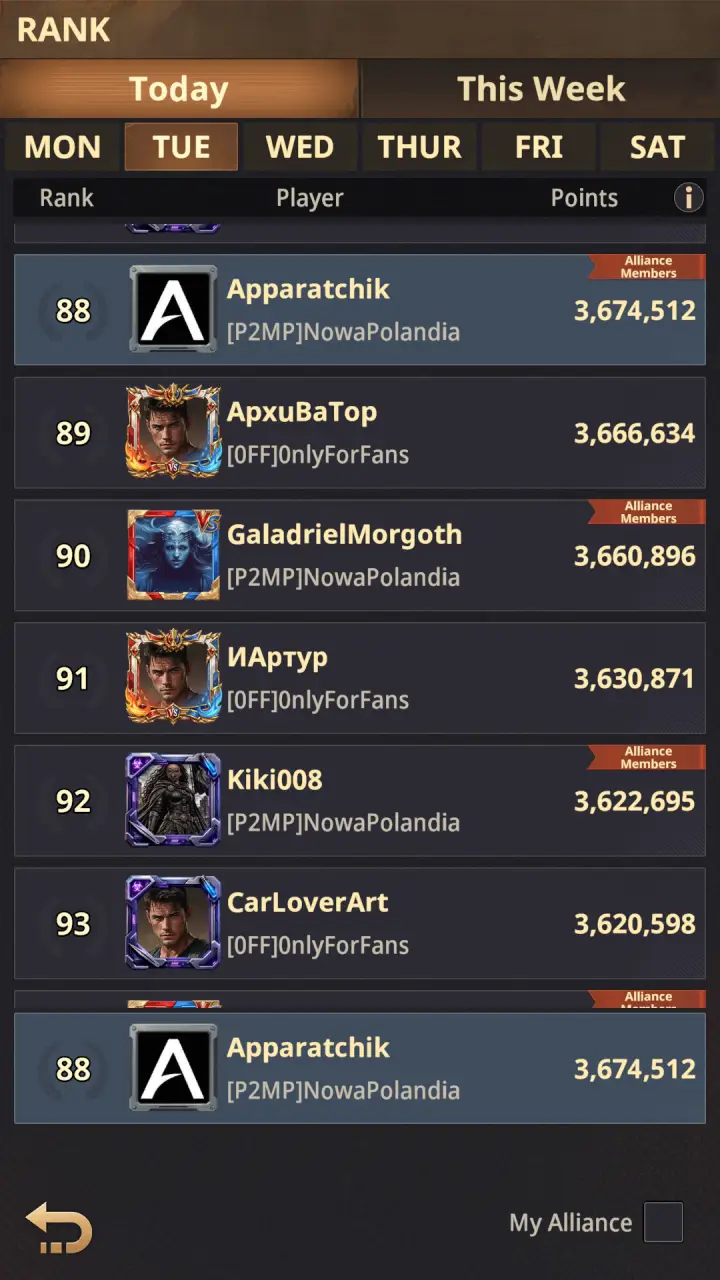 RANK
Today
This Week
MON
TUE
WED
THUR
FRI
SAT
Rank
Player
Points
Alliance
Members
88
Apparatchik
[P2MP]NowaPolandia
3,674,512
89
АрхиВаТор
[0FF]0nlyForFans
3,666,634
Alliance
Members
90
GaladrielMorgoth
[P2MP]NowaPolandia
3,660,896
91
ИАртур
[0FF]0nlyForFans
3,630,871
Alliance
Members
92
Kiki008
[P2MP]NowaPolandia
3,622,695
93
CarLoverArt
[0FF]0nlyForFans
3,620,598
Alliance
88
Apparatchik
[P2MP]NowaPolandia
3,674,512
My Alliance